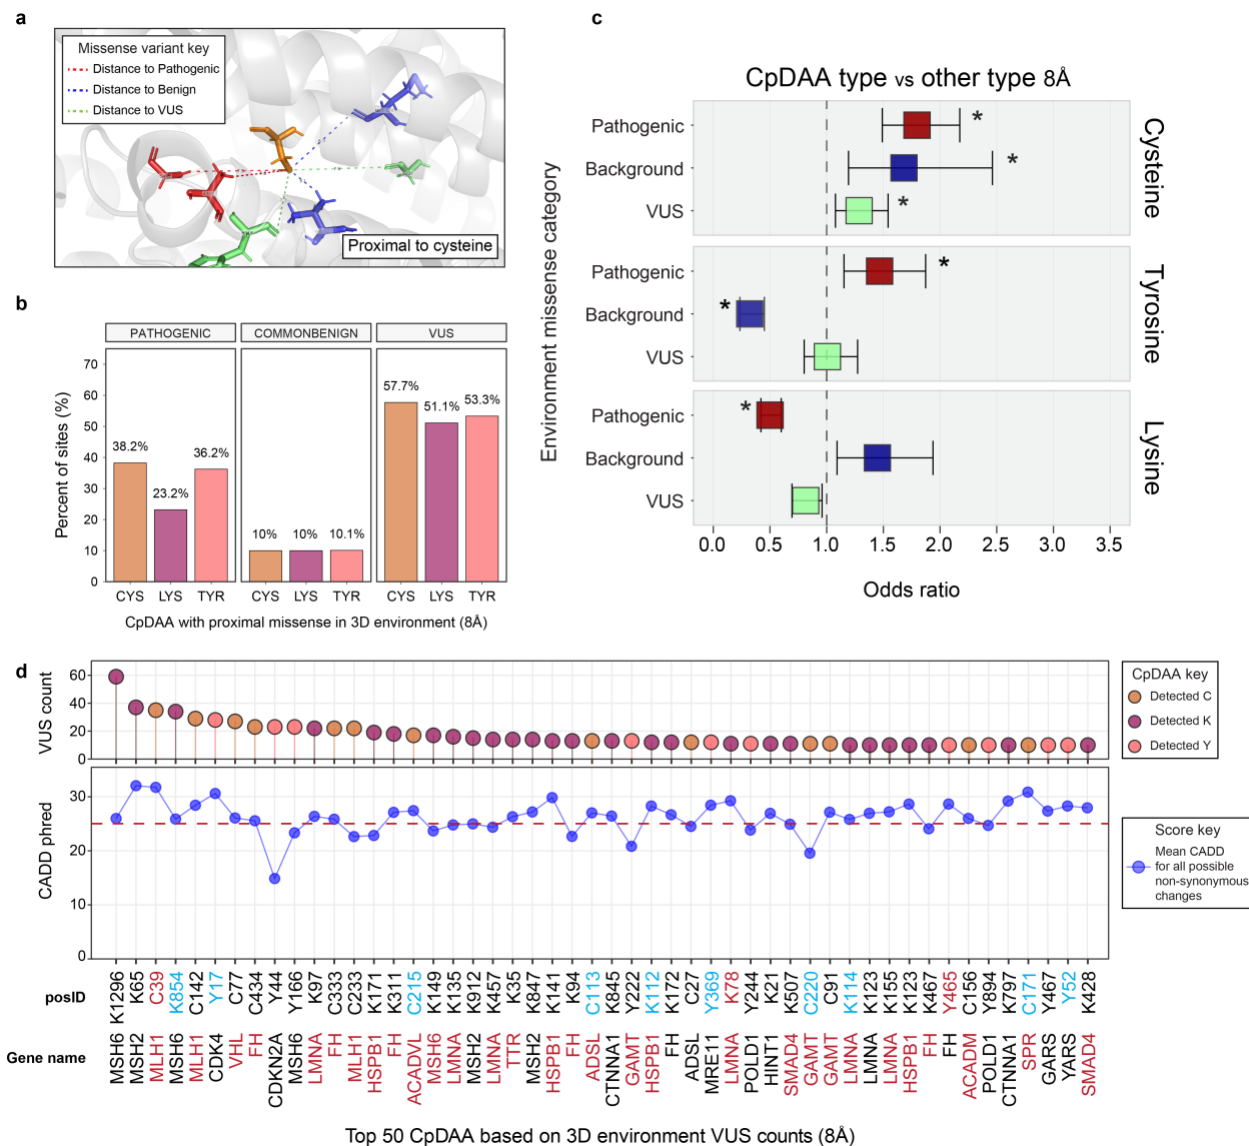 a
Missense variant key
Distance to Pathogenic
Distance to Benign
Distance to VUS
Proximal to cysteine
b
PATHOGENIC
COMMONBENIGN
VUS
Percent of sites (%)
70
60
50
40
30
20
10
0
38.2%
23.2%
36.2%
10%
10%
10.1%
57.7%
51.1%
53.3%
CYS LYS TYR
CYS LYS TYR
CYS LYS TYR
CpDAA with proximal missense in 3D environment (8Å)
c
CpDAA type vs other type 8Å
Environment missense category
Pathogenic *
Background *
VUS *
Cysteine
Pathogenic *
Background *
VUS
Tyrosine
Pathogenic *
Background
VUS
Lysine
0.0 0.5 1.0 1.5 2.0 2.5 3.0 3.5
Odds ratio
d
VUS count
60
40
20
0
CpDAA key
Detected C
Detected K
Detected Y
CADD phred
30
20
10
0
Score key
Mean CADD
for all possible
non-synonymous
changes
posID K1296 K65 C39 K854 C142 Y17 C77 C434 Y44 Y166 K97 C333 C233 K171 K311 C215 K149 K135 K912 K457 K35 K847 K141 K94 C113 K845 Y222 K112 K172 C27 Y369 K78 Y244 K21 K507 C220 C91 K114 K123 K155 K123 K467 Y465 C156 Y894 K797 C171 Y467 Y52 K428
Gene name MSH6 MSH2 MLH1 MSH6 MLH1 CDK4 VHL FH CDKN2A MSH6 LMNA FH MLH1 HSPB1 FH ACADVL MSH6 LMNA MSH2 LMNA TTR MSH2 HSPB1 FH ADSL CTNNA1 GAMT HSPB1 FH ADSL MRE11 LMNA POLD1 HINT1 SMAD4 GAMT GAMT LMNA LMNA LMNA HSPB1 FH FH ACADM POLD1 CTNNA1 SPR GARS YARS SMAD4
Top 50 CpDAA based on 3D environment VUS counts (8Å)